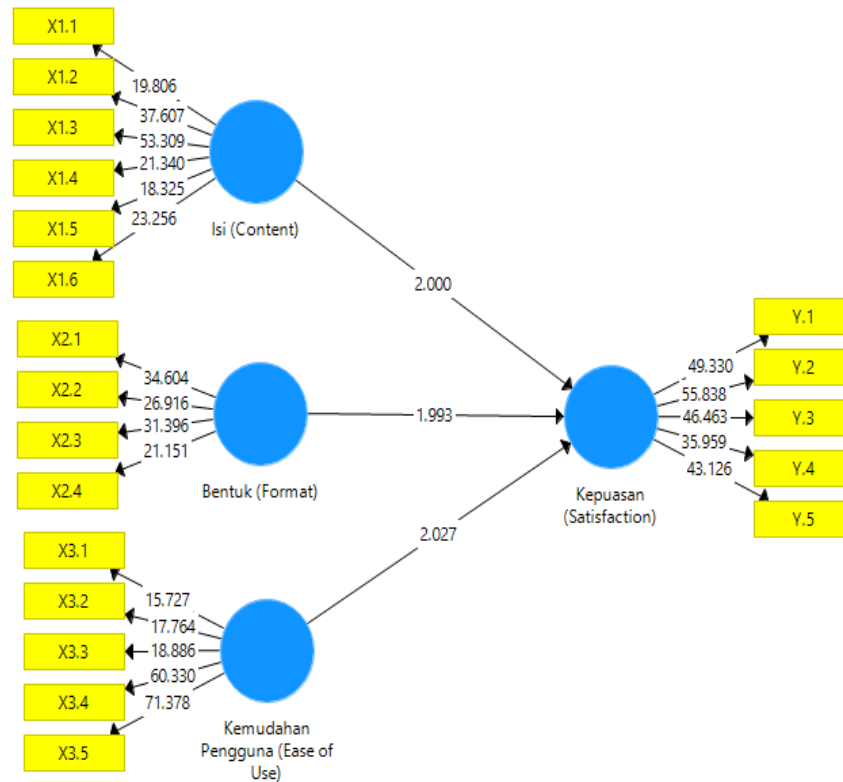 X1.1
X1.2
X1.3
X1.4
X1.5
X1.6
19.806
37.607
53.309
21.340
18.325
23.256
Isi (Content)
2.000
X2.1
X2.2
X2.3
X2.4
34.604
26.916
31.396
21.151
Bentuk (Format)
1.993
X3.1
X3.2
X3.3
X3.4
X3.5
15.727
17.764
18.886
60.330
71.378
Kemudahan
Pengguna (Ease of
Use)
2.027
Kepuasan
(Satisfaction)
49.330
55.838
46.463
35.959
43.126
Y.1
Y.2
Y.3
Y.4
Y.5